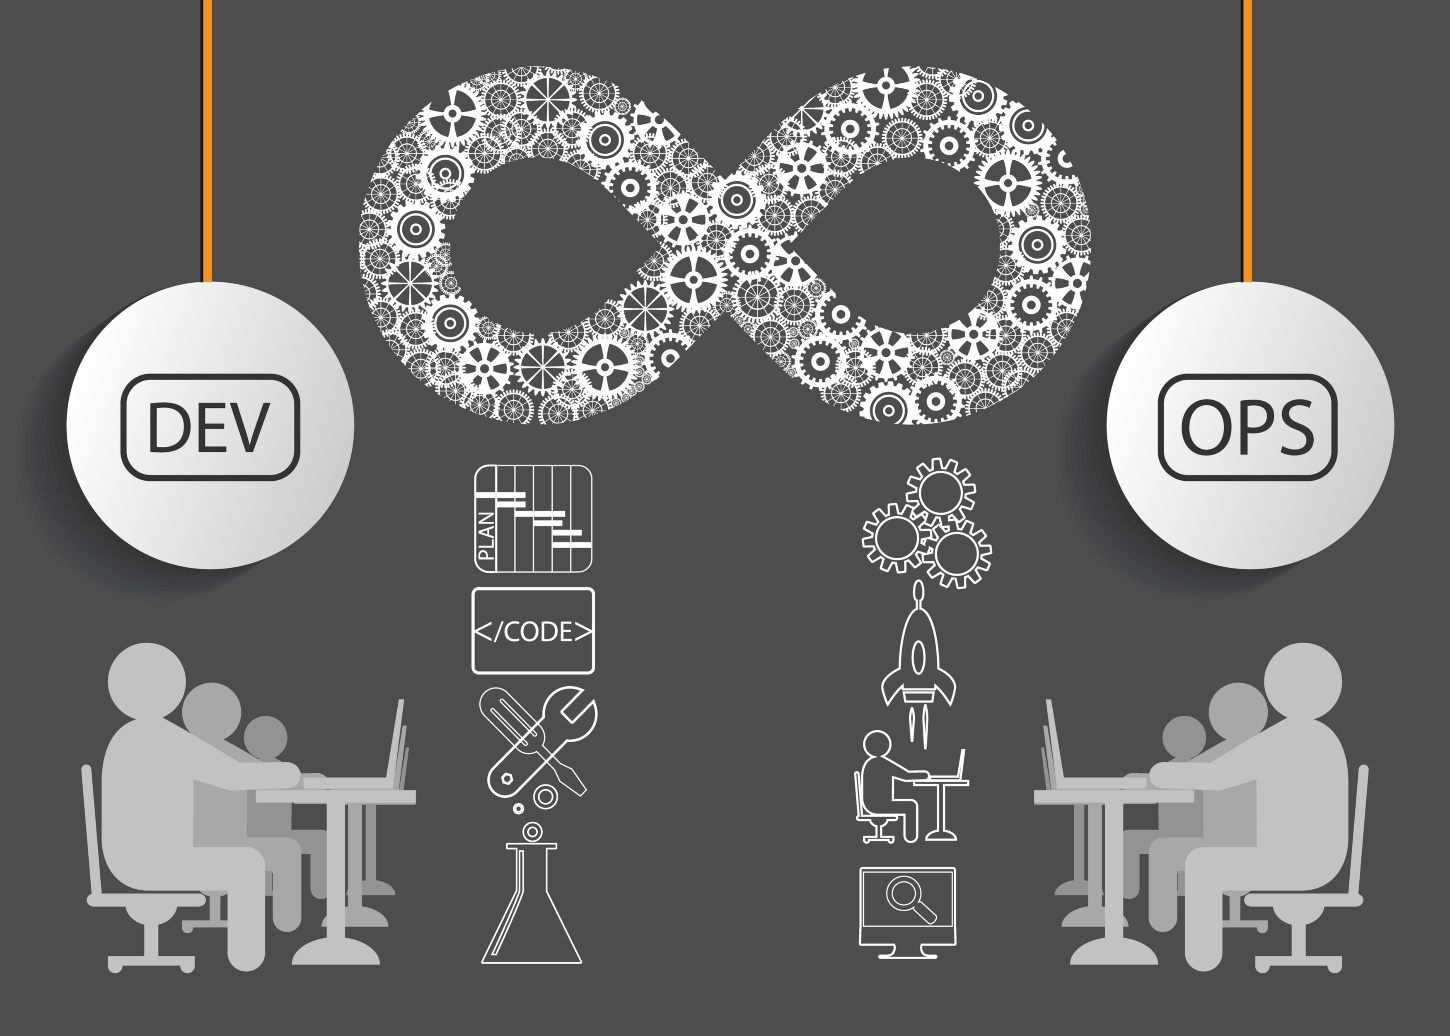 DEV
OPS
PLAN
</CODE>